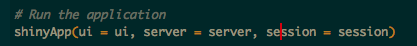 # Run the application
shinyApp(ui = ui, server = server, session = session)